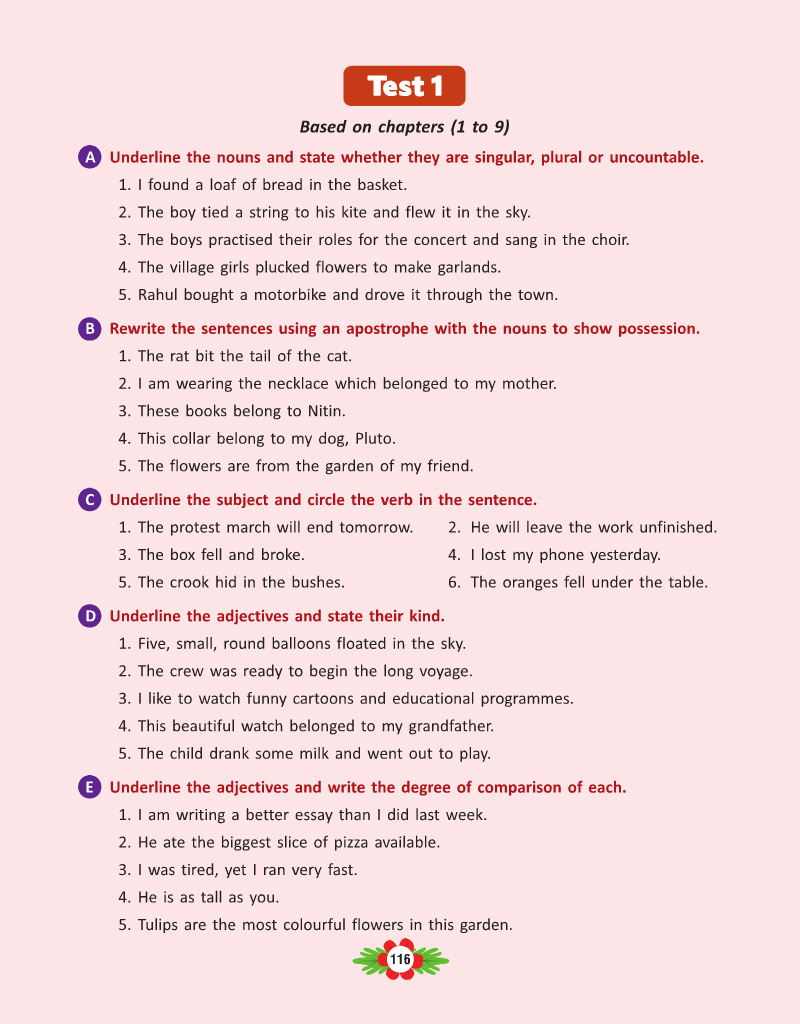 Test 1
Based on chapters (1 to 9)
A Underline the nouns and state whether they are singular, plural or uncountable.
1. I found a loaf of bread in the basket.
2. The boy tied a string to his kite and flew it in the sky.
3. The boys practised their roles for the concert and sang in the choir.
4. The village girls plucked flowers to make garlands.
5. Rahul bought a motorbike and drove it through the town.
B Rewrite the sentences using an apostrophe with the nouns to show possession.
1. The rat bit the tail of the cat.
2. I am wearing the necklace which belonged to my mother.
3. These books belong to Nitin.
4. This collar belong to my dog, Pluto.
5. The flowers are from the garden of my friend.
C Underline the subject and circle the verb in the sentence.
1. The protest march will end tomorrow. 2. He will leave the work unfinished.
3. The box fell and broke. 4. I lost my phone yesterday.
5. The crook hid in the bushes. 6. The oranges fell under the table.
D Underline the adjectives and state their kind.
1. Five, small, round balloons floated in the sky.
2. The crew was ready to begin the long voyage.
3. I like to watch funny cartoons and educational programmes.
4. This beautiful watch belonged to my grandfather.
5. The child drank some milk and went out to play.
E Underline the adjectives and write the degree of comparison of each.
1. I am writing a better essay than I did last week.
2. He ate the biggest slice of pizza available.
3. I was tired, yet I ran very fast.
4. He is as tall as you.
5. Tulips are the most colourful flowers in this garden.
116